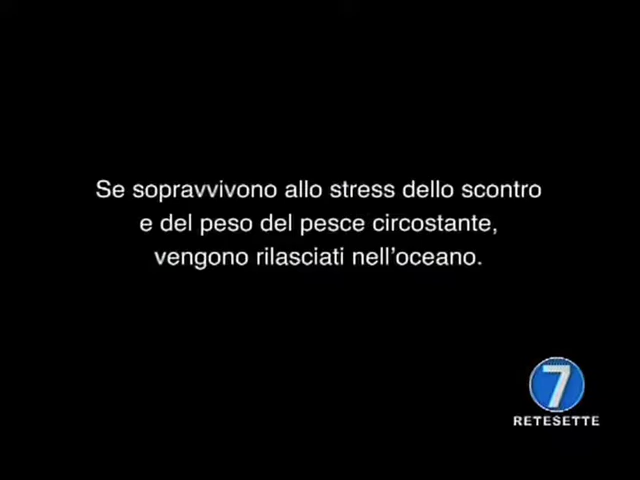 Se sopravvivono allo stress dello scontro
e del peso del pesce circostante,
vengono rilasciati nell'oceano.
7
RETESETTE